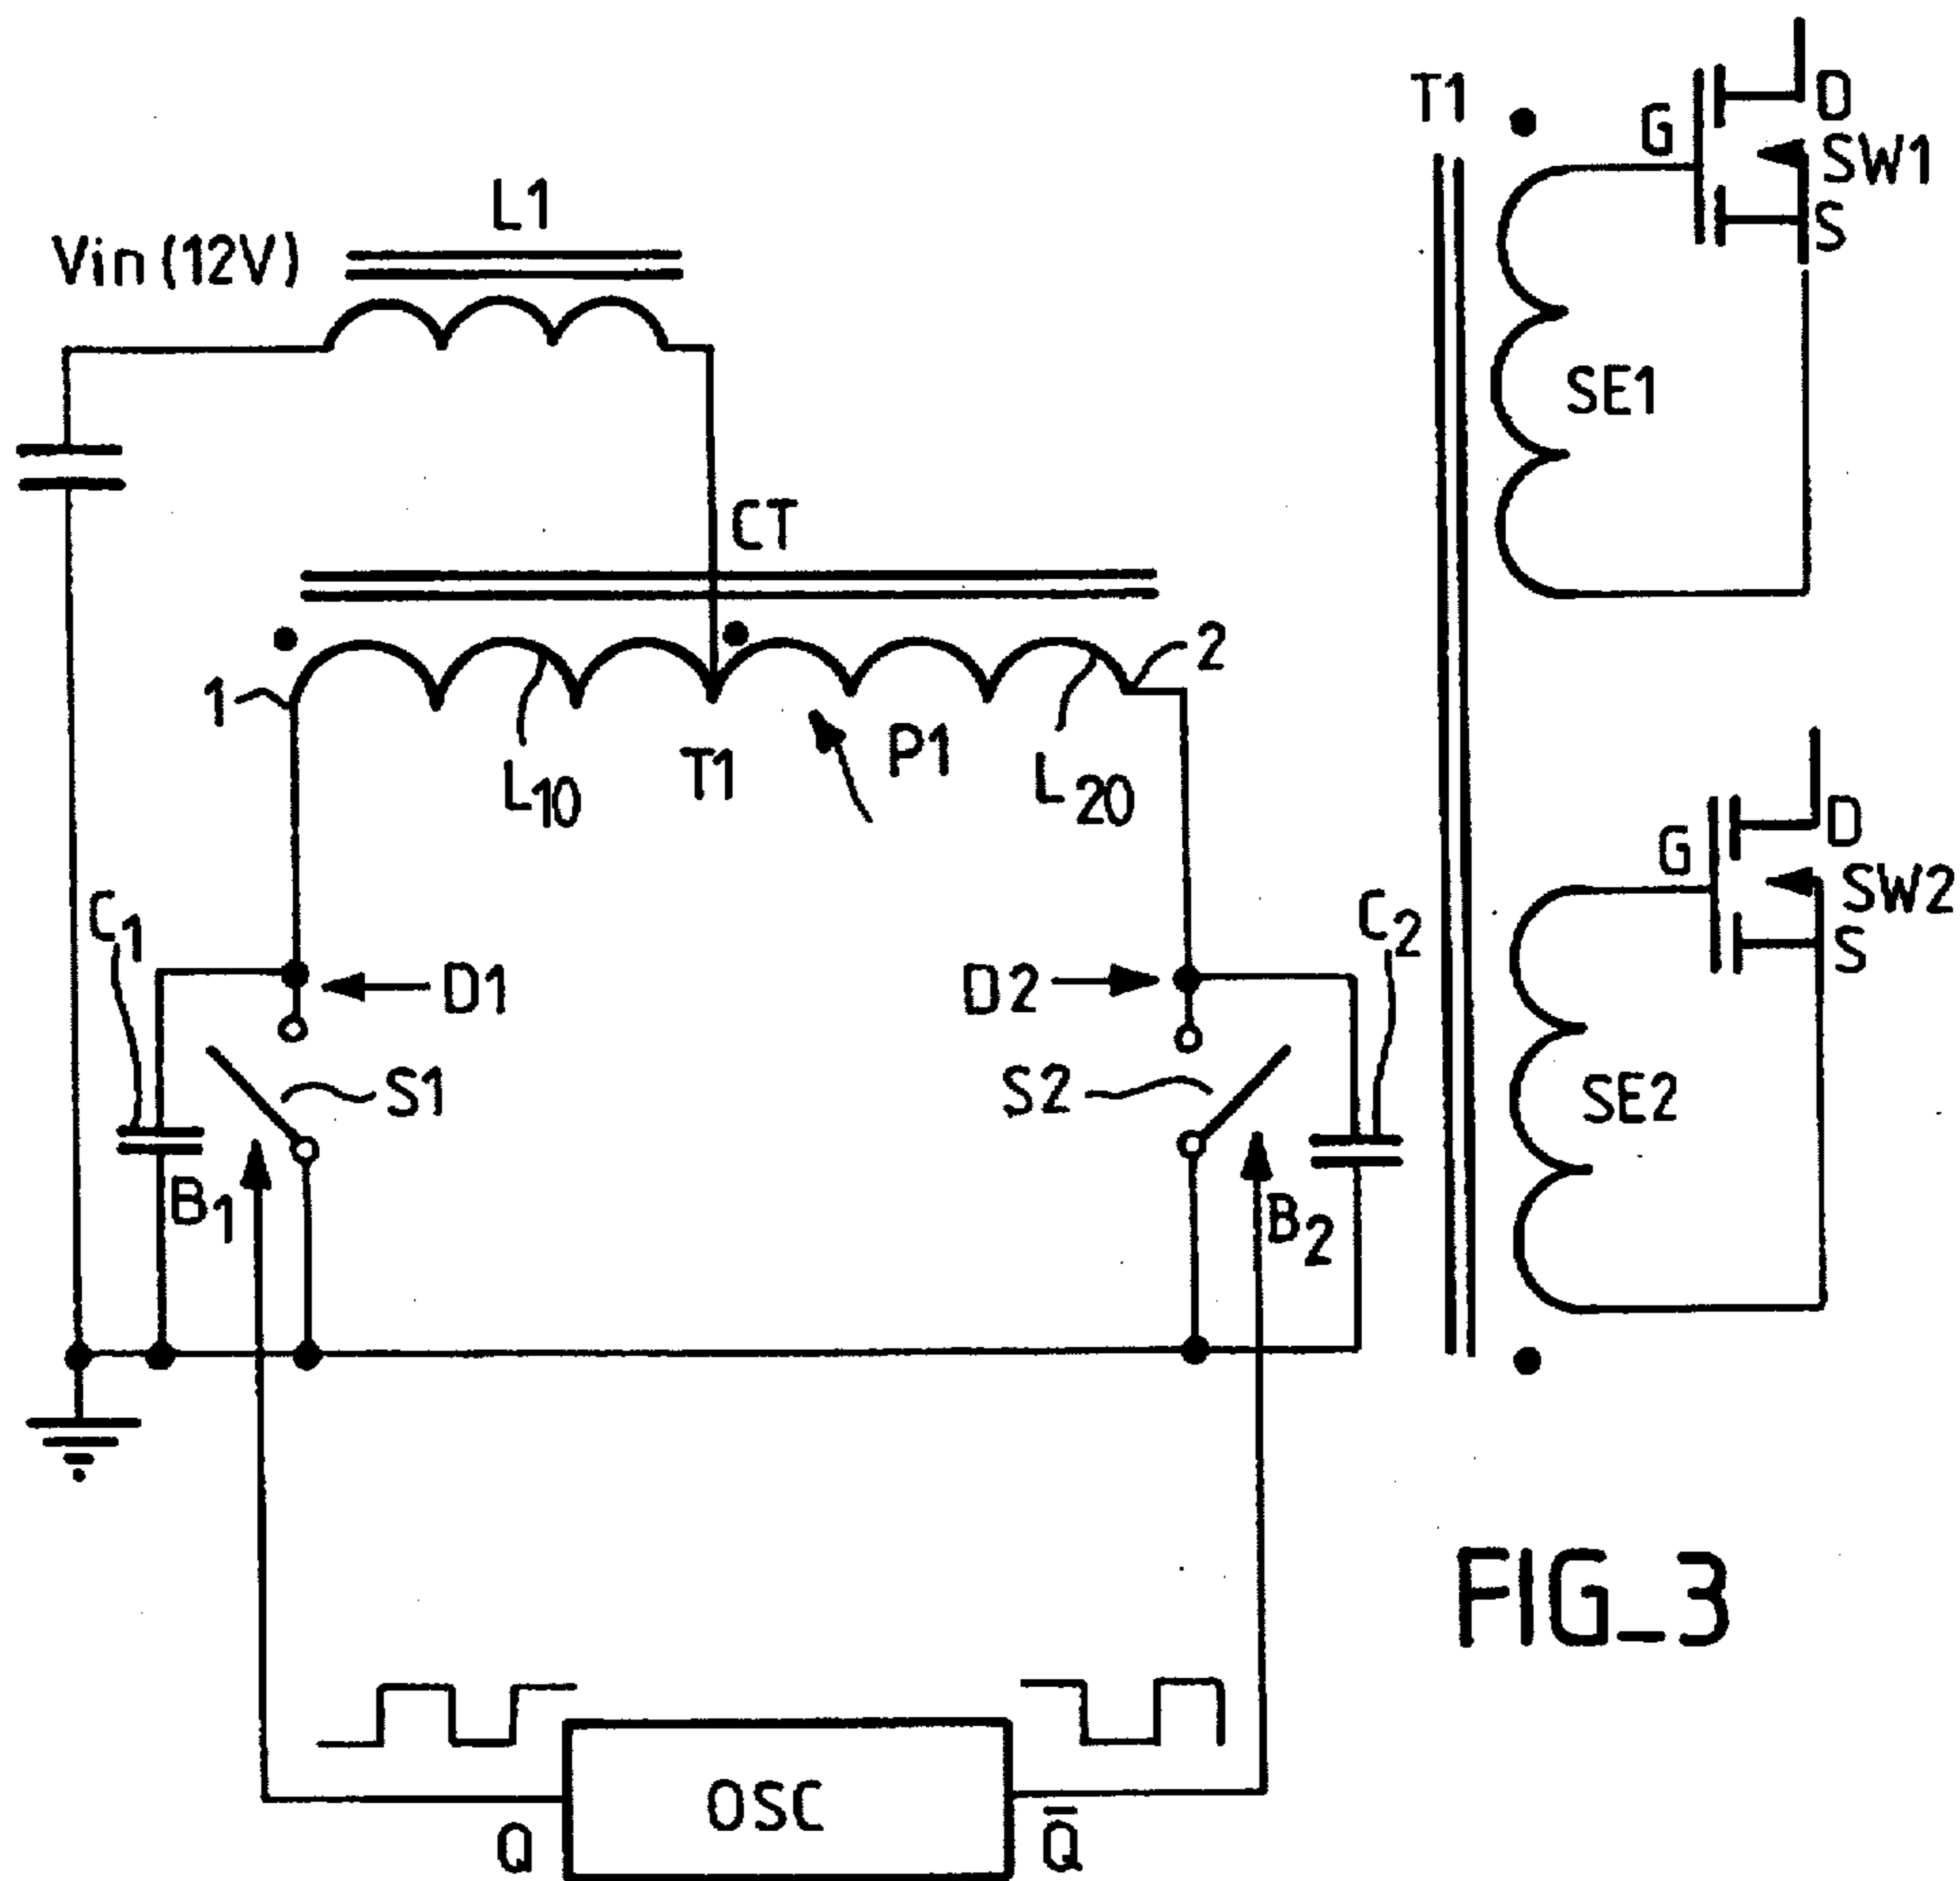 T1
D
G
SW1
S
L1
Vin (12V)
SE1
CT
1
2
L10
T1
P1
L20
G
D
SW2
S
C1
C2
D1
D2
S1
S2
SE2
B1
B2
FIG_3
OSC
Q
Q̅